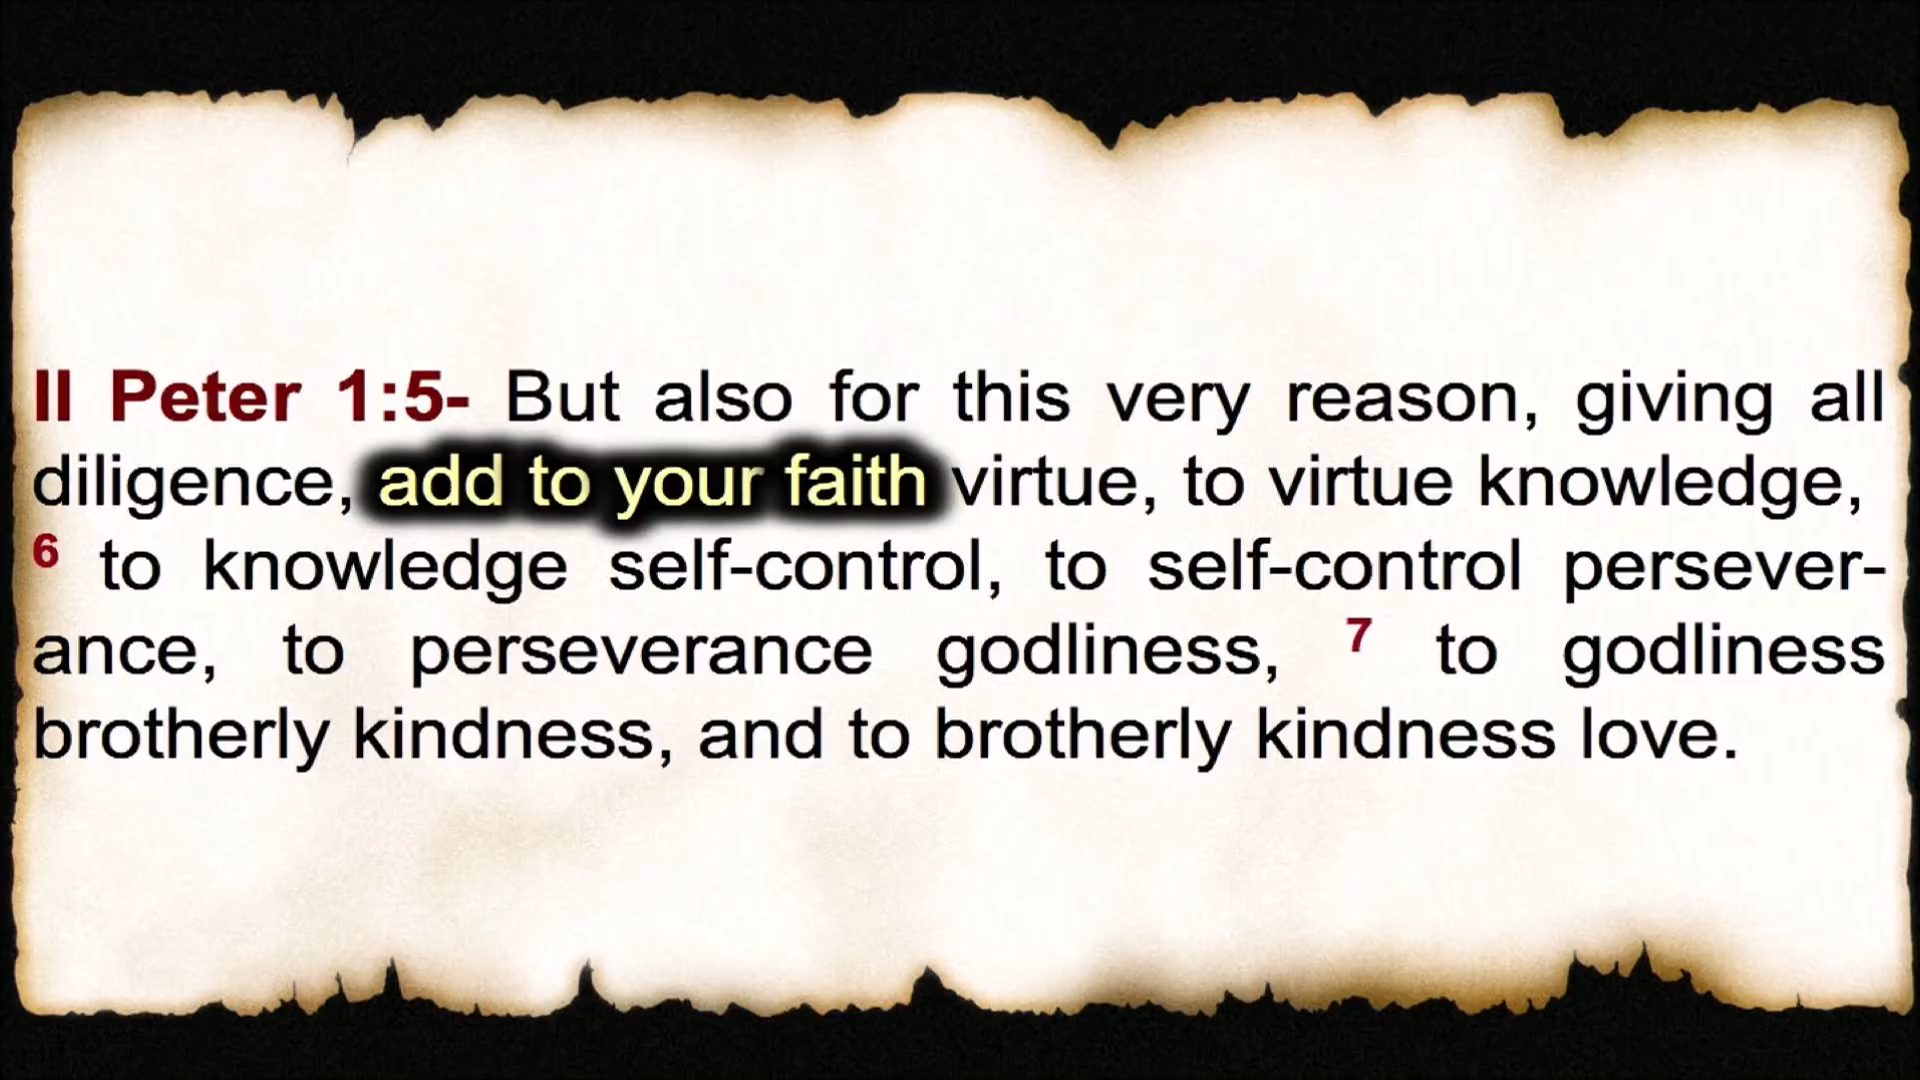 II Peter 1:5- But also for this very reason, giving all
diligence, add to your faith virtue, to virtue knowledge,
6 to knowledge self-control, to self-control persever-
ance, to perseverance godliness, 7 to godliness
brotherly kindness, and to brotherly kindness love.